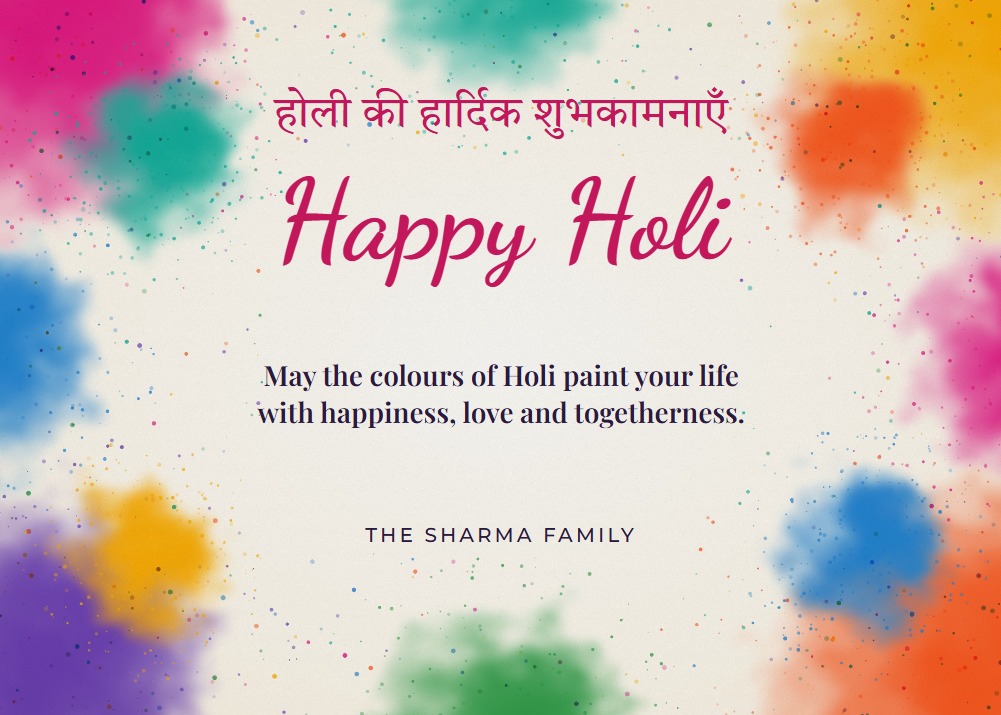 होली की हार्दिक शुभकामनाएँ
Happy Holi
May the colours of Holi paint your life
with happiness, love and togetherness.
THE SHARMA FAMILY